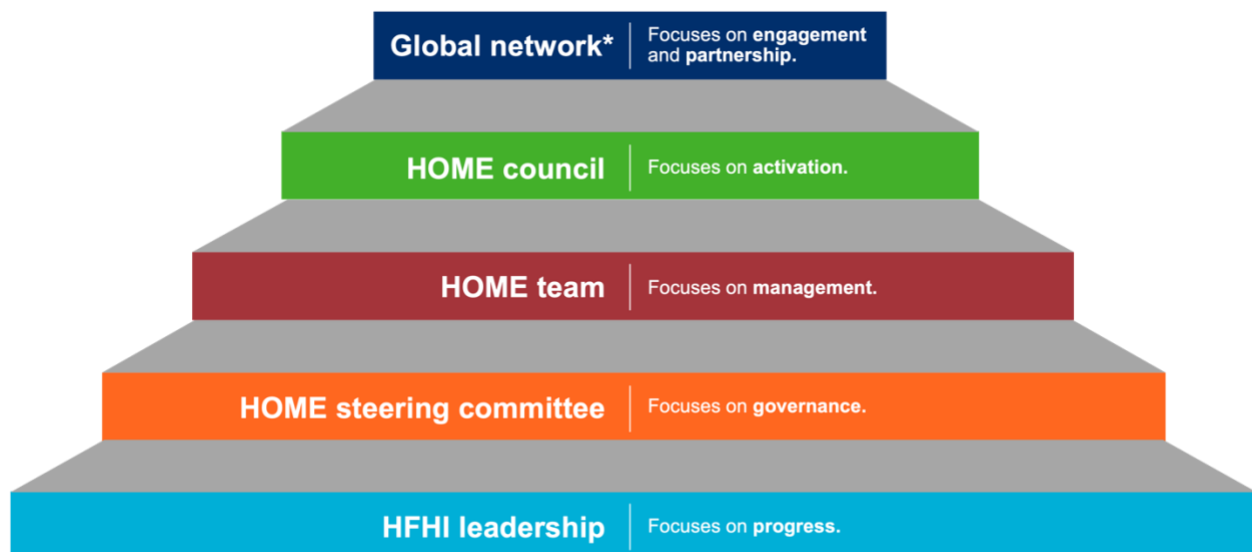 Global network*
Focuses on engagement
and partnership.
HOME council
Focuses on activation.
HOME team
Focuses on management.
HOME steering committee
Focuses on governance.
HFHI leadership
Focuses on progress.